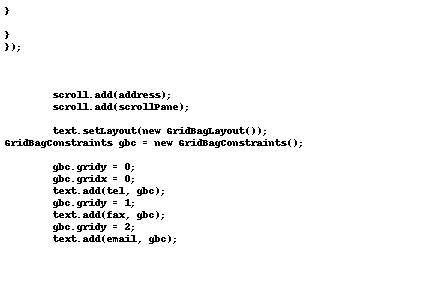 }
}
});
scroll.add(address);
scroll.add(scrollPane);
text.setLayout(new GridBagLayout());
GridBagConstraints gbc = new GridBagConstraints();
gbc.gridy = 0;
gbc.gridx = 0;
text.add(tel, gbc);
gbc.gridy = 1;
text.add(fax, gbc);
gbc.gridy = 2;
text.add(email, gbc);